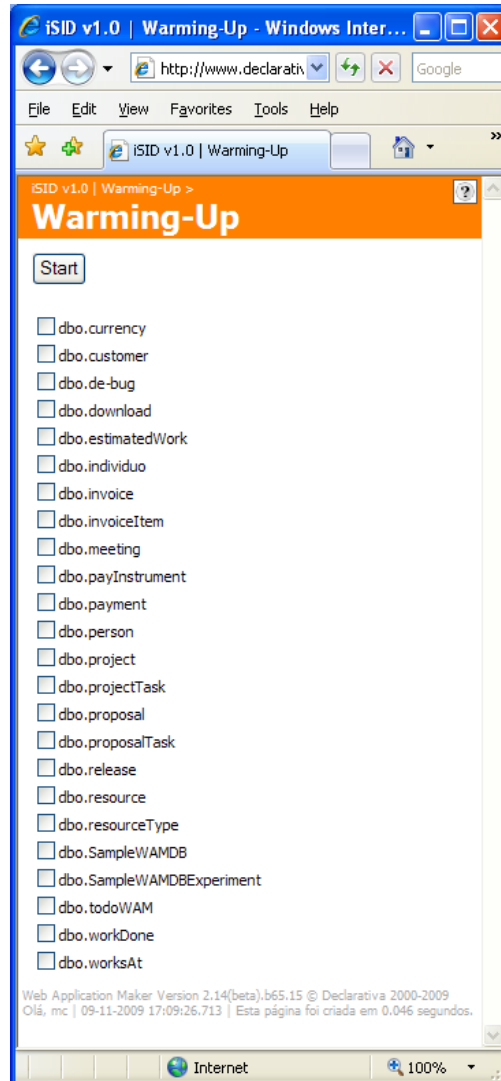 iSID v1.0 | Warming-Up - Windows Inter...
http://www.declarativ
Google
File Edit View Favorites Tools Help
iSID v1.0 | Warming-Up
»
iSID v1.0 | Warming-Up >
?
Warming-Up
Start
dbo.currency
dbo.customer
dbo.de-bug
dbo.download
dbo.estimatedWork
dbo.individuo
dbo.invoice
dbo.invoiceItem
dbo.meeting
dbo.payInstrument
dbo.payment
dbo.person
dbo.project
dbo.projectTask
dbo.proposal
dbo.proposalTask
dbo.release
dbo.resource
dbo.resourceType
dbo.SampleWAMDB
dbo.SampleWAMDBExperiment
dbo.todoWAM
dbo.workDone
dbo.worksAt
Web Application Maker Version 2.14(beta).b65.15 © Declarativa 2000-2009
Olá, mc | 09-11-2009 17:09:26.713 | Esta página foi criada em 0.046 segundos.
Internet 100%